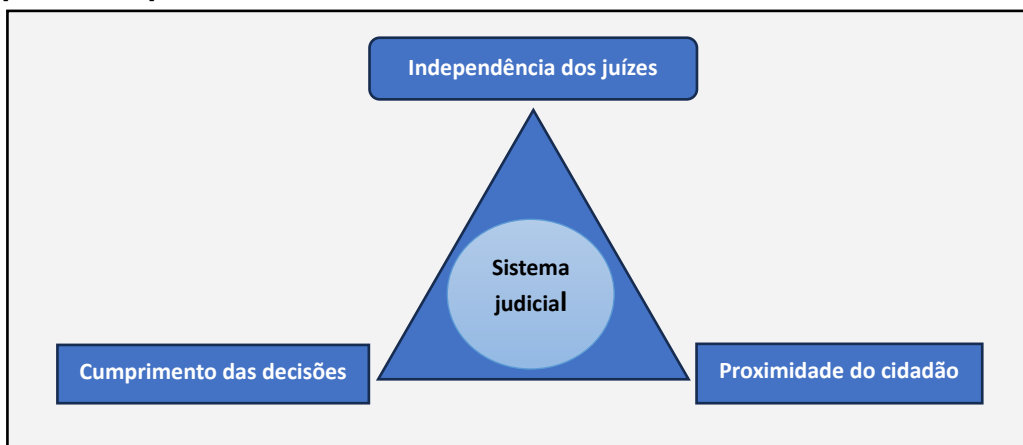 Independência dos juízes
Sistema
judicial
Cumprimento das decisões
Proximidade do cidadão